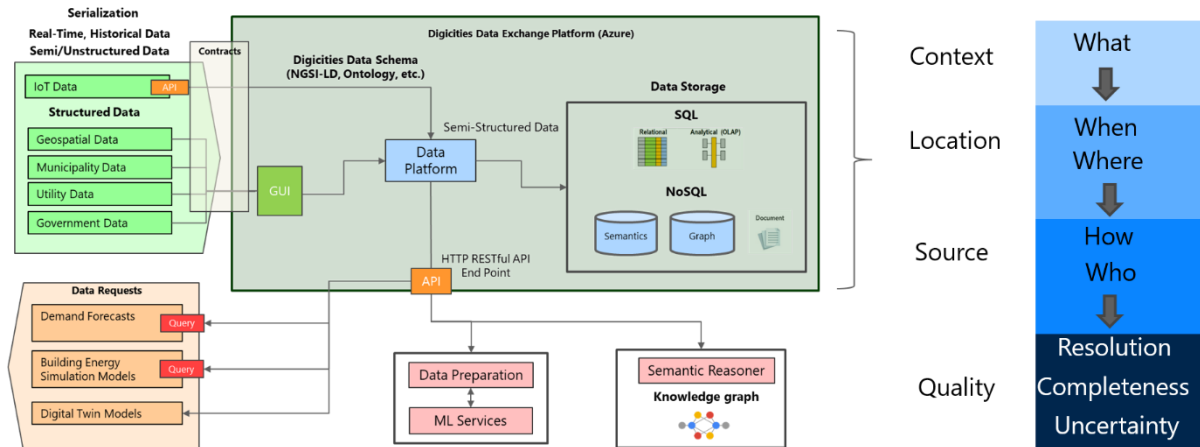 Serialization
Real-Time, Historical Data
Semi/Unstructured Data
Contracts
IoT Data
API
Structured Data
Geospatial Data
Municipality Data
Utility Data
Government Data
GUI
Digicities Data Exchange Platform (Azure)
Digicities Data Schema
(NGSI-LD, Ontology, etc.)
Data
Platform
Semi-Structured Data
Data Storage
SQL
Relational
Analytical (OLAP)
NoSQL
Semantics
Graph
Document
HTTP RESTful API
End Point
API
Data Requests
Demand Forecasts
Query
Building Energy
Simulation Models
Query
Digital Twin Models
Data Preparation
ML Services
Semantic Reasoner
Knowledge graph
Context
Location
Source
Quality
What
When
Where
How
Who
Resolution
Completeness
Uncertainty